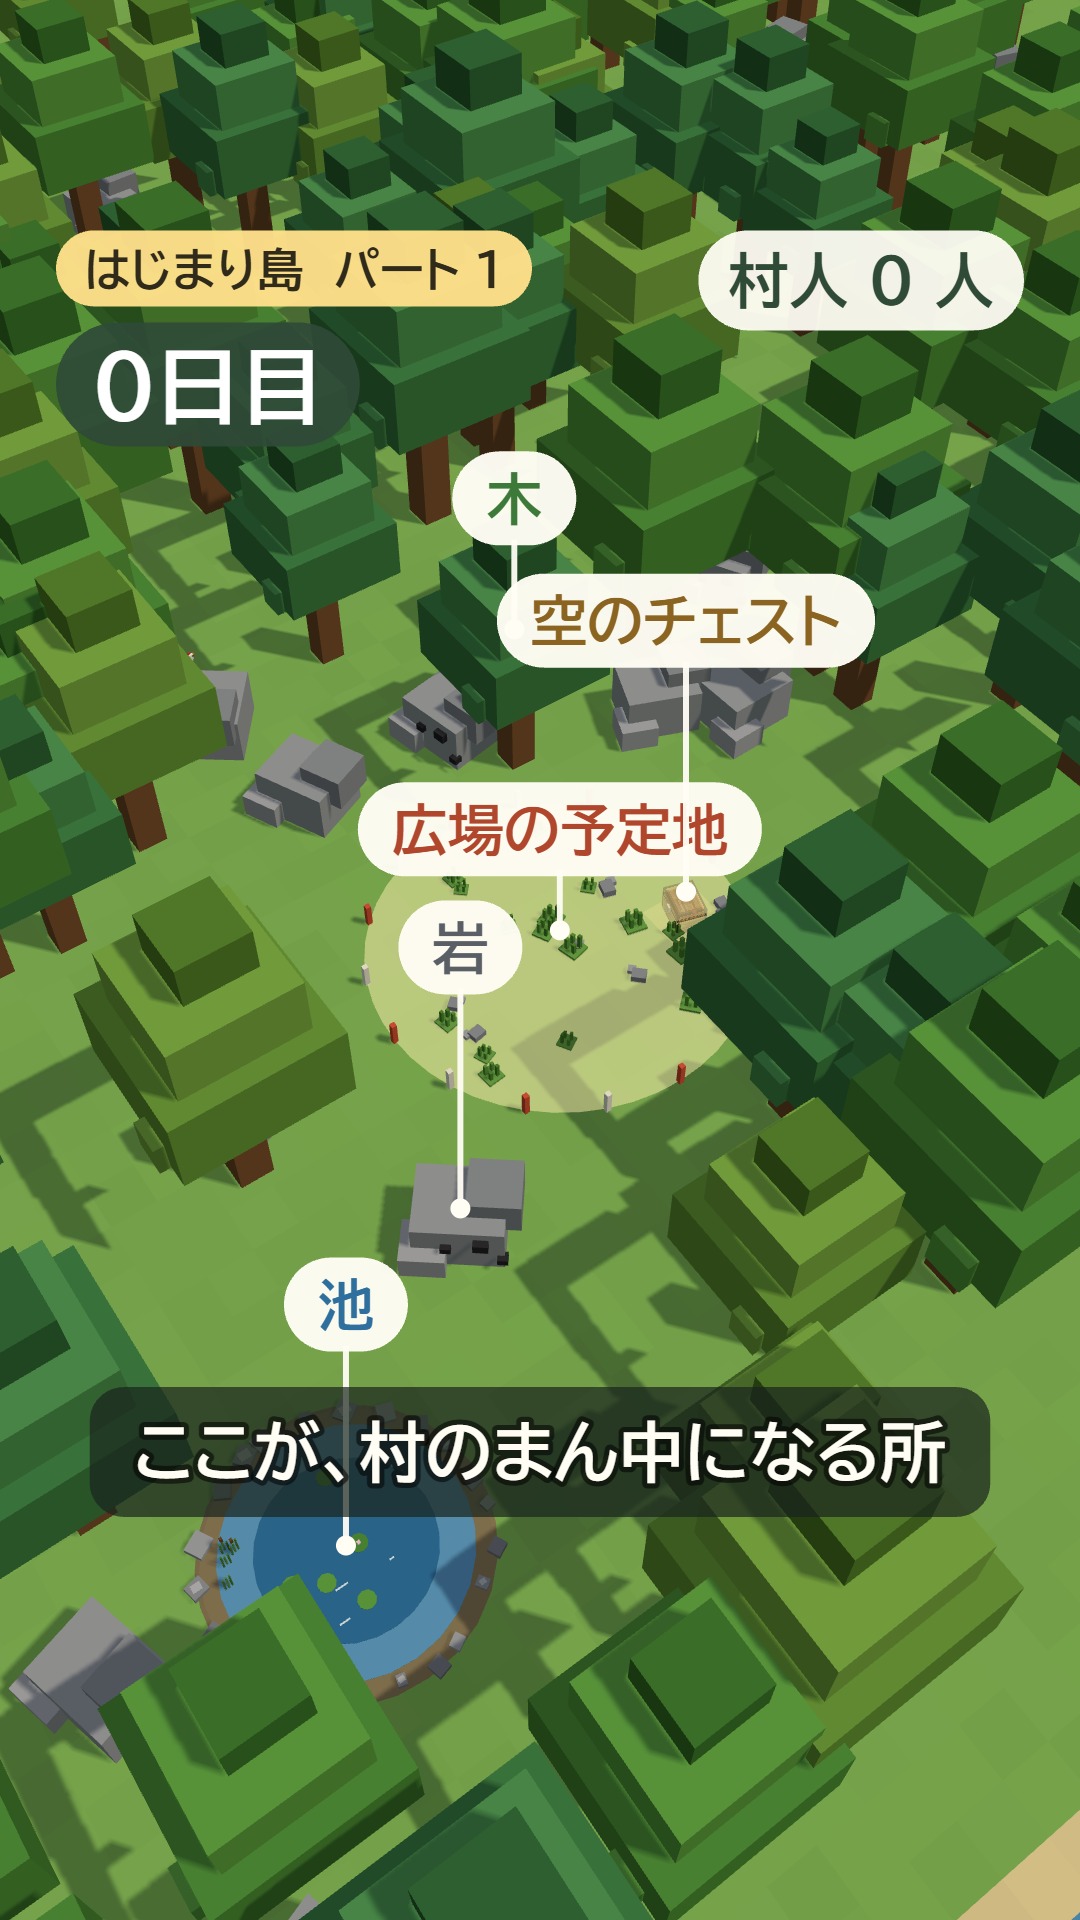 はじまり島 パート 1
村人 0 人
0日目
木
空のチェスト
広場の予定地
岩
池
ここが、村のまん中になる所